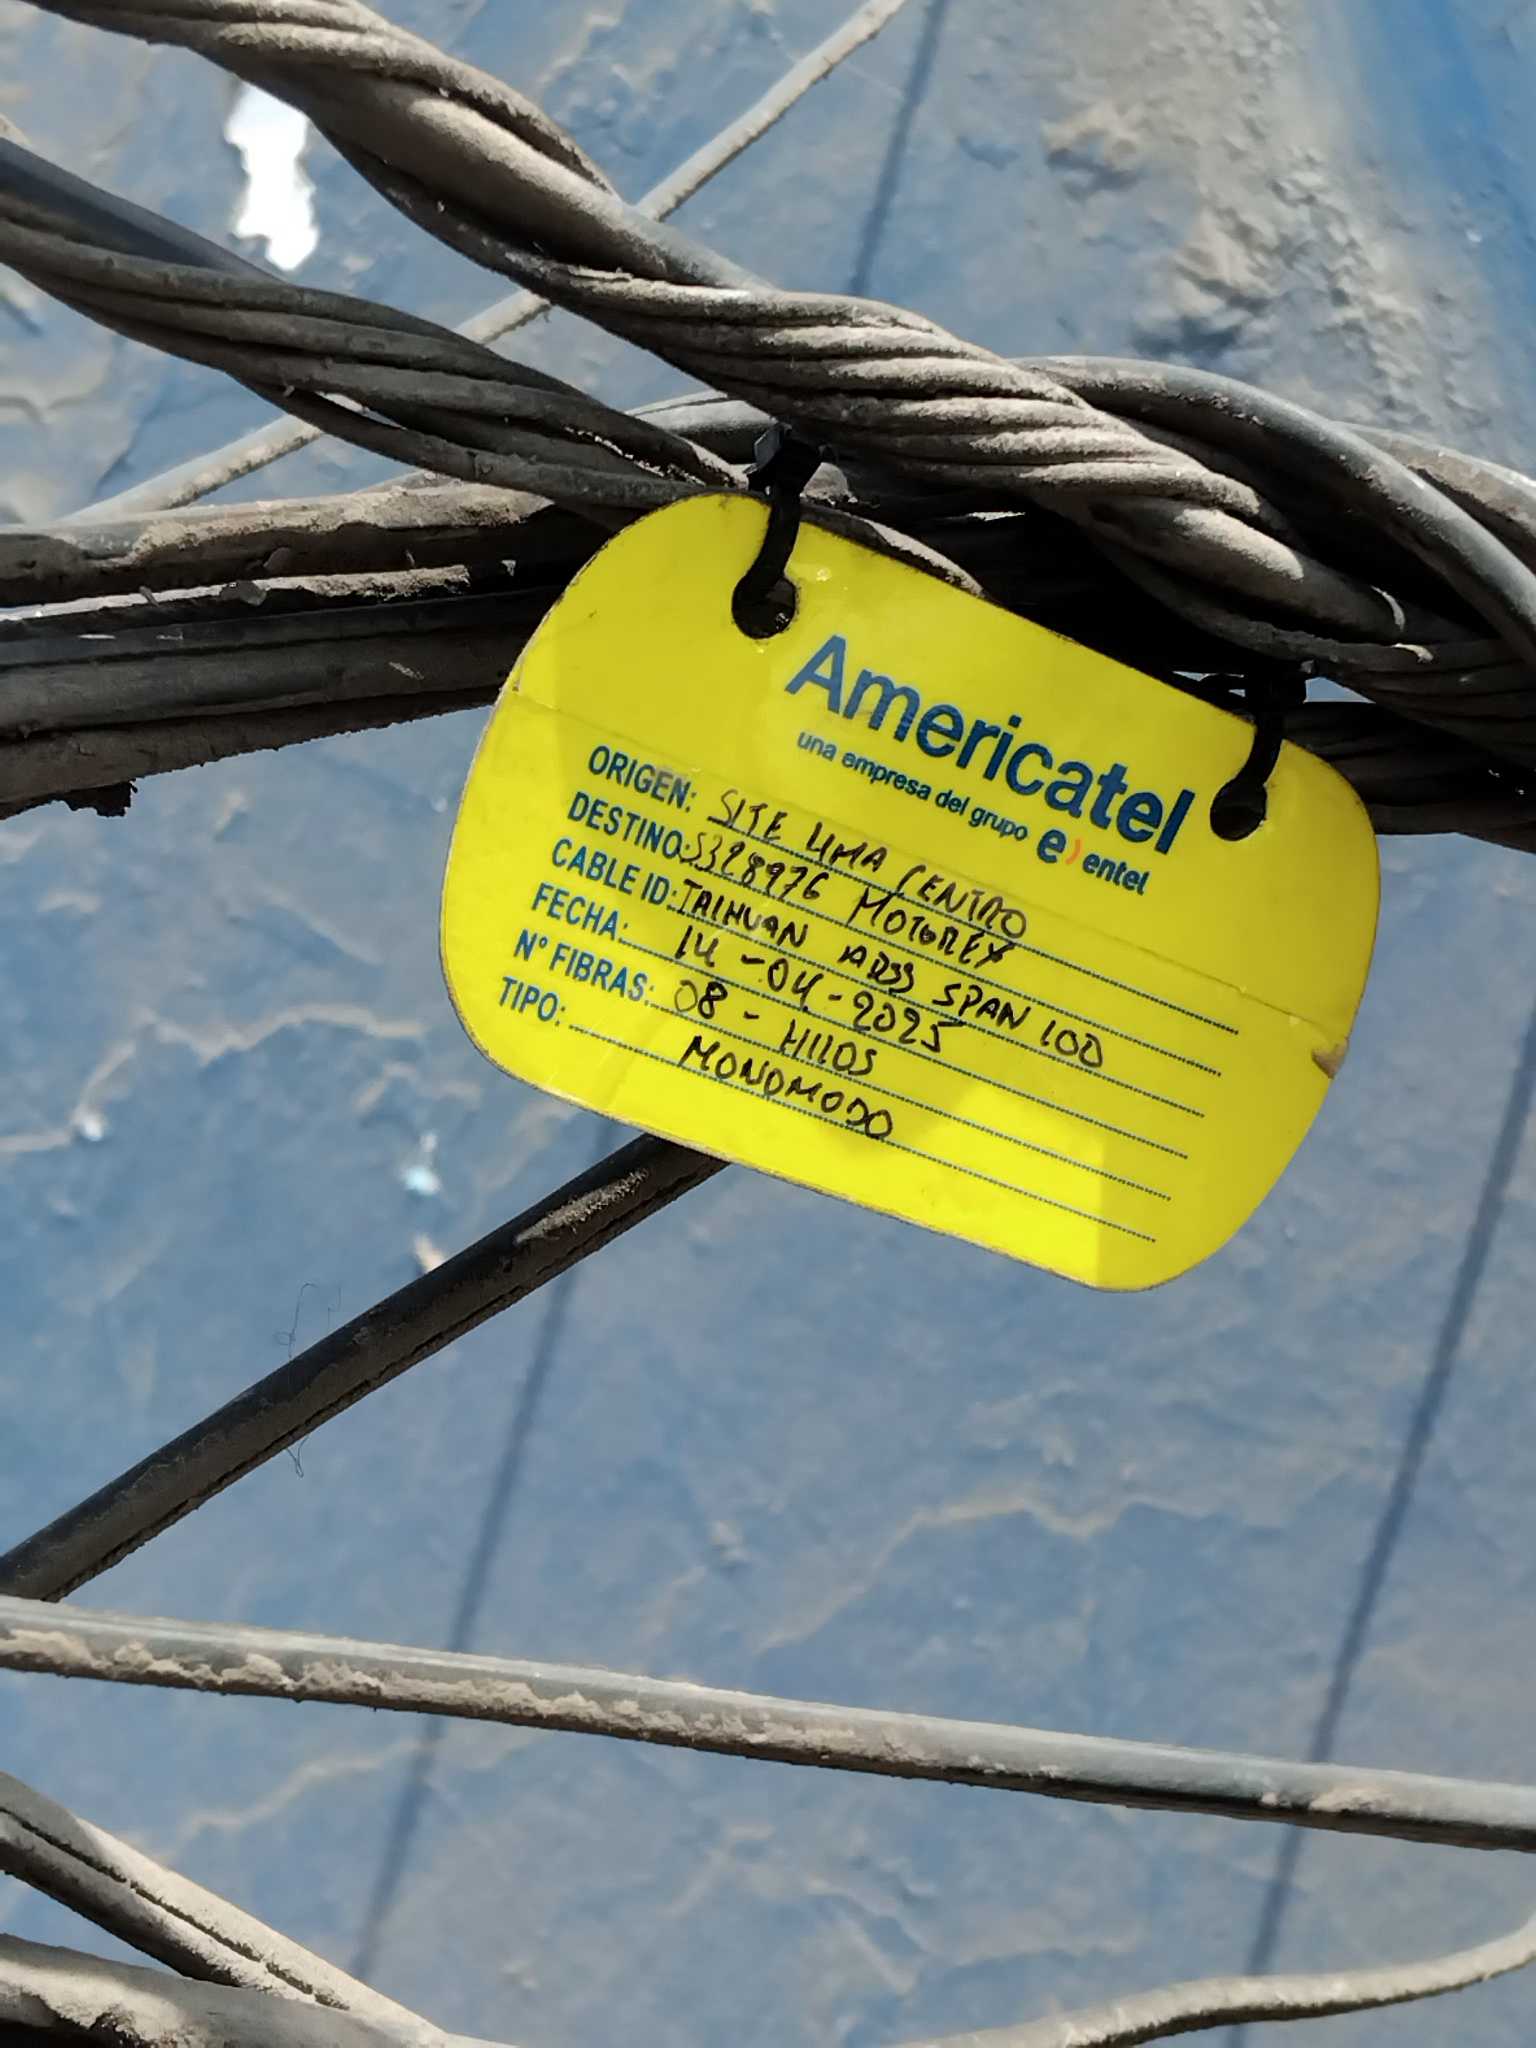 Americatel
una empresa del grupo e) entel
ORIGEN: SITE LIMA CENTRO
DESTINO: S328976 MOTOREX
CABLE ID: TAIHUAN ADSS SPAN 100
FECHA: 14-04-2025
N° FIBRAS: 08 - HILOS
TIPO: MONOMODO